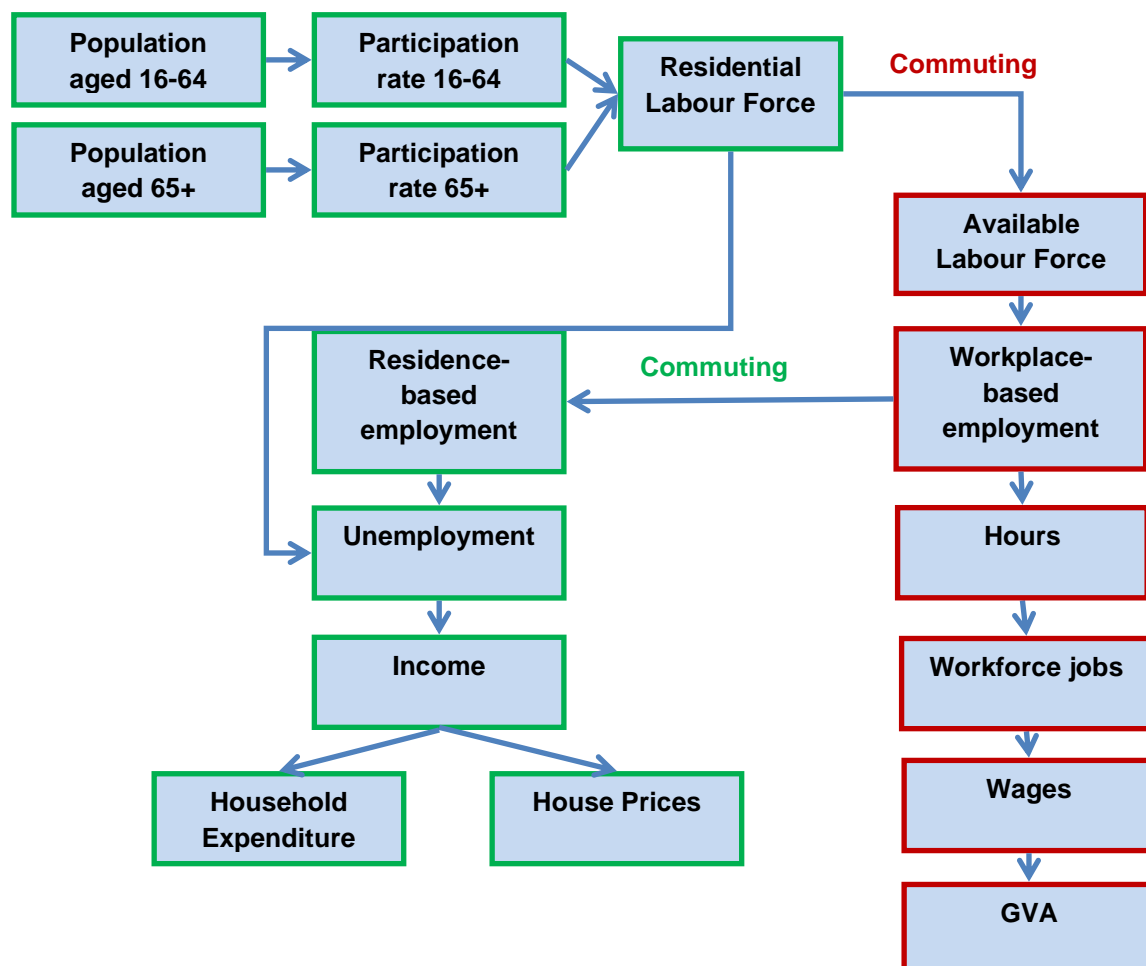 Population
aged 16-64
Participation
rate 16-64
Residential
Labour Force
Commuting
Population
aged 65+
Participation
rate 65+
Available
Labour Force
Residence-
based
employment
Commuting
Workplace-
based
employment
Unemployment
Hours
Income
Workforce jobs
Household
Expenditure
House Prices
Wages
GVA